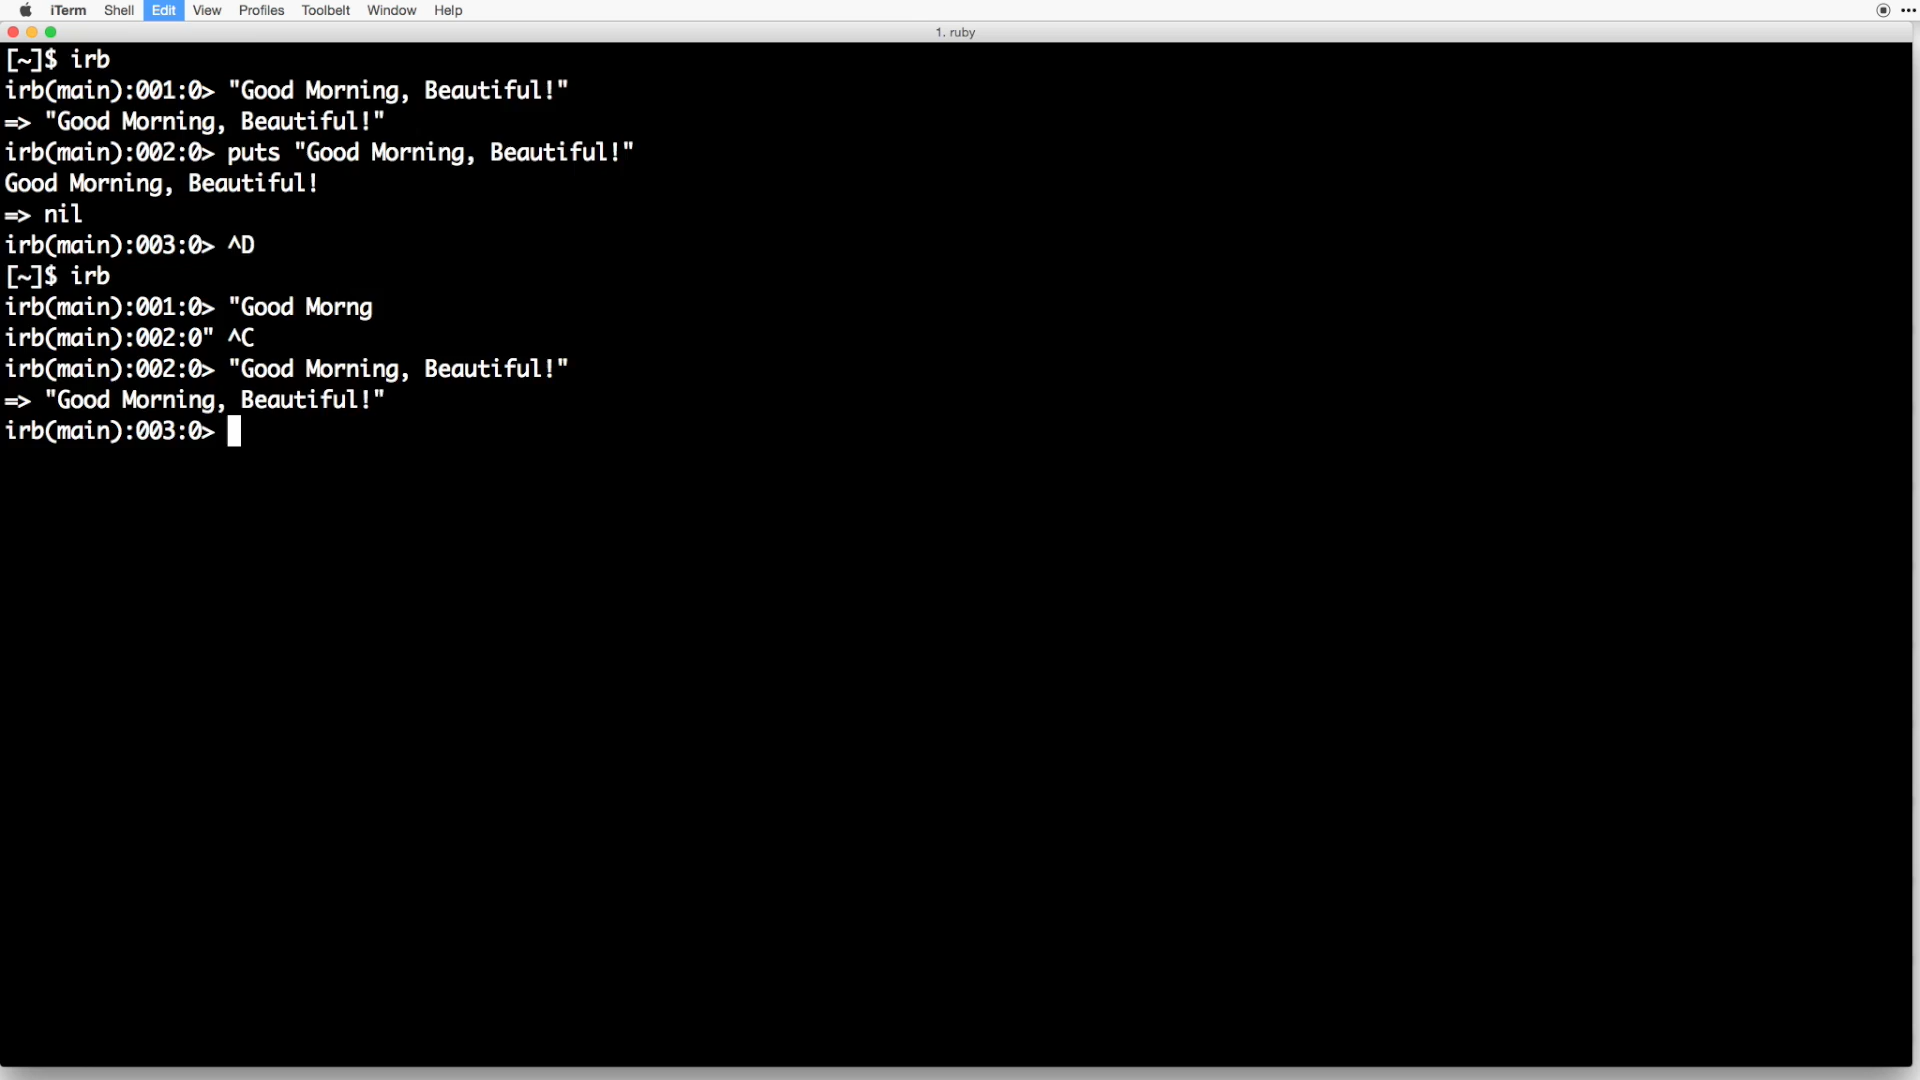 iTerm Shell Edit View Profiles Toolbelt Window Help
1. ruby
[~]$ irb
irb(main):001:0> "Good Morning, Beautiful!"
=> "Good Morning, Beautiful!"
irb(main):002:0> puts "Good Morning, Beautiful!"
Good Morning, Beautiful!
=> nil
irb(main):003:0> ^D
[~]$ irb
irb(main):001:0> "Good Morng
irb(main):002:0" ^C
irb(main):002:0> "Good Morning, Beautiful!"
=> "Good Morning, Beautiful!"
irb(main):003:0>